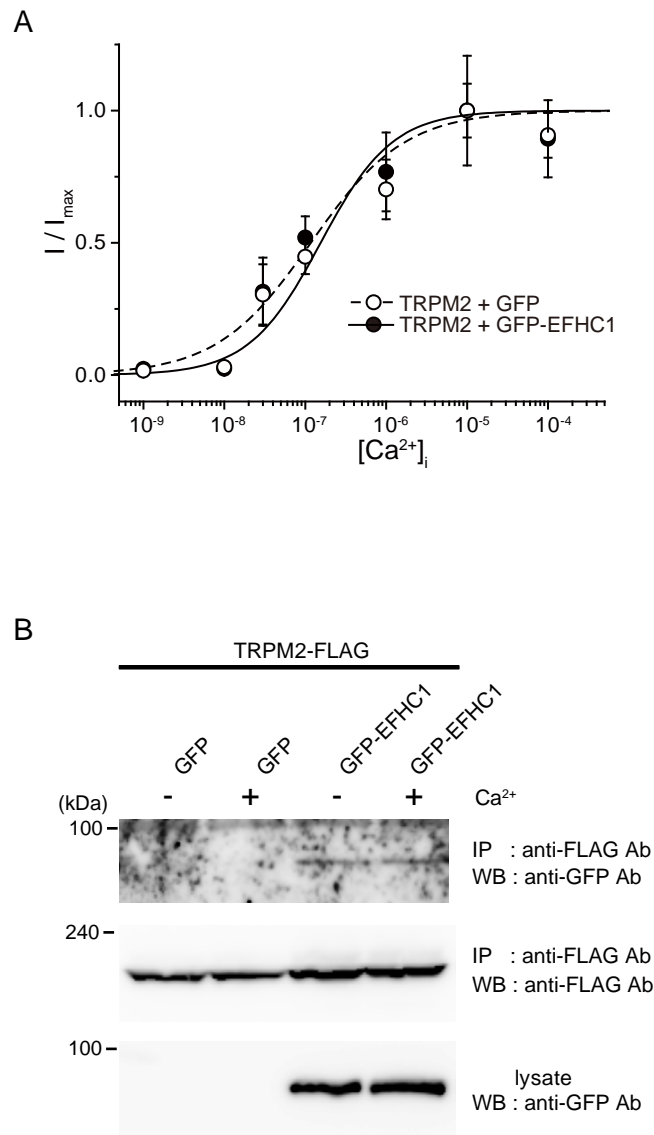 A
I / Imax
1.0
0.5
0.0
TRPM2 + GFP
TRPM2 + GFP-EFHC1
10⁻⁹ 10⁻⁸ 10⁻⁷ 10⁻⁶ 10⁻⁵ 10⁻⁴
[Ca²⁺]i
B
TRPM2-FLAG
GFP GFP GFP-EFHC1 GFP-EFHC1
(kDa) - + - + Ca²⁺
100
IP : anti-FLAG Ab
WB : anti-GFP Ab
240
IP : anti-FLAG Ab
WB : anti-FLAG Ab
100
lysate
WB : anti-GFP Ab